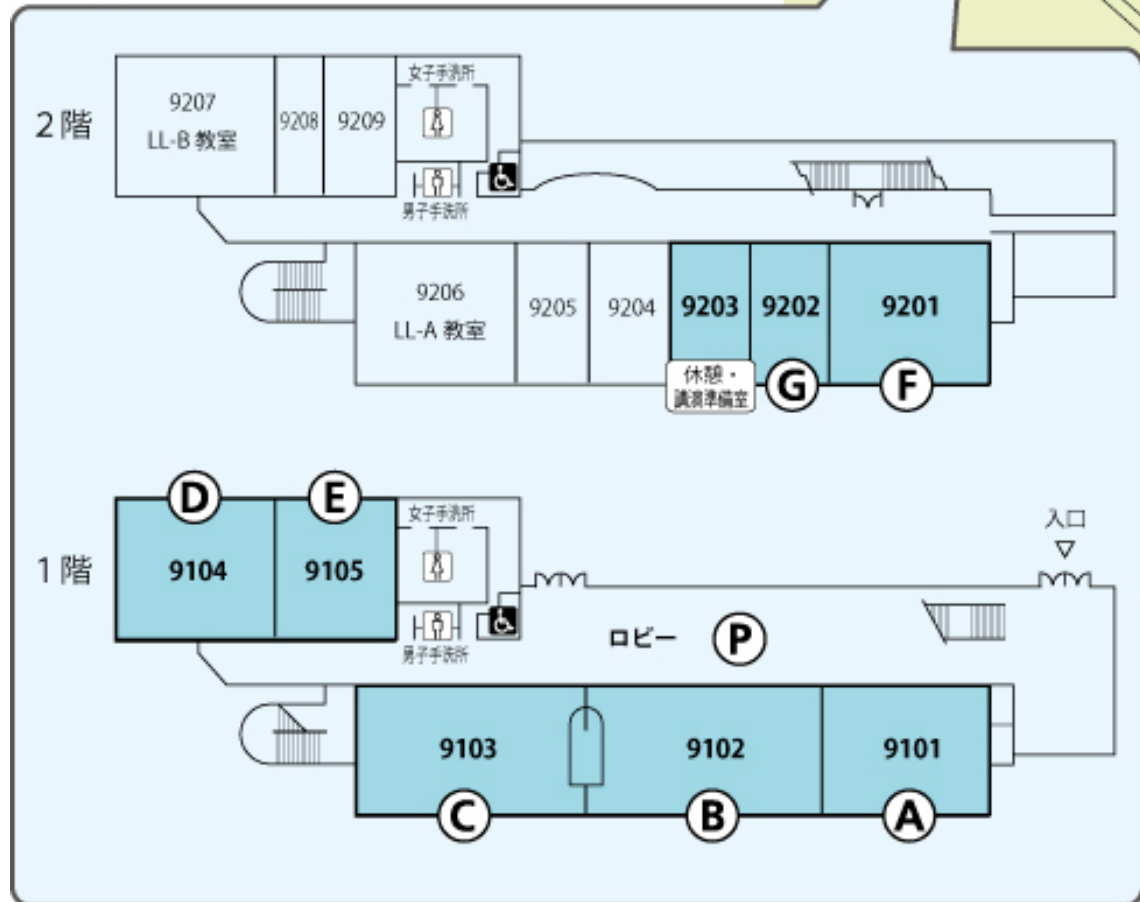 2階
9207
LL-B 教室
9208
9209
女子手洗所
男子手洗所
9206
LL-A 教室
9205
9204
9203
9202
9201
休憩・
講演準備室
G
F
1階
D
E
9104
9105
女子手洗所
男子手洗所
入口
ロビー
P
9103
9102
9101
C
B
A